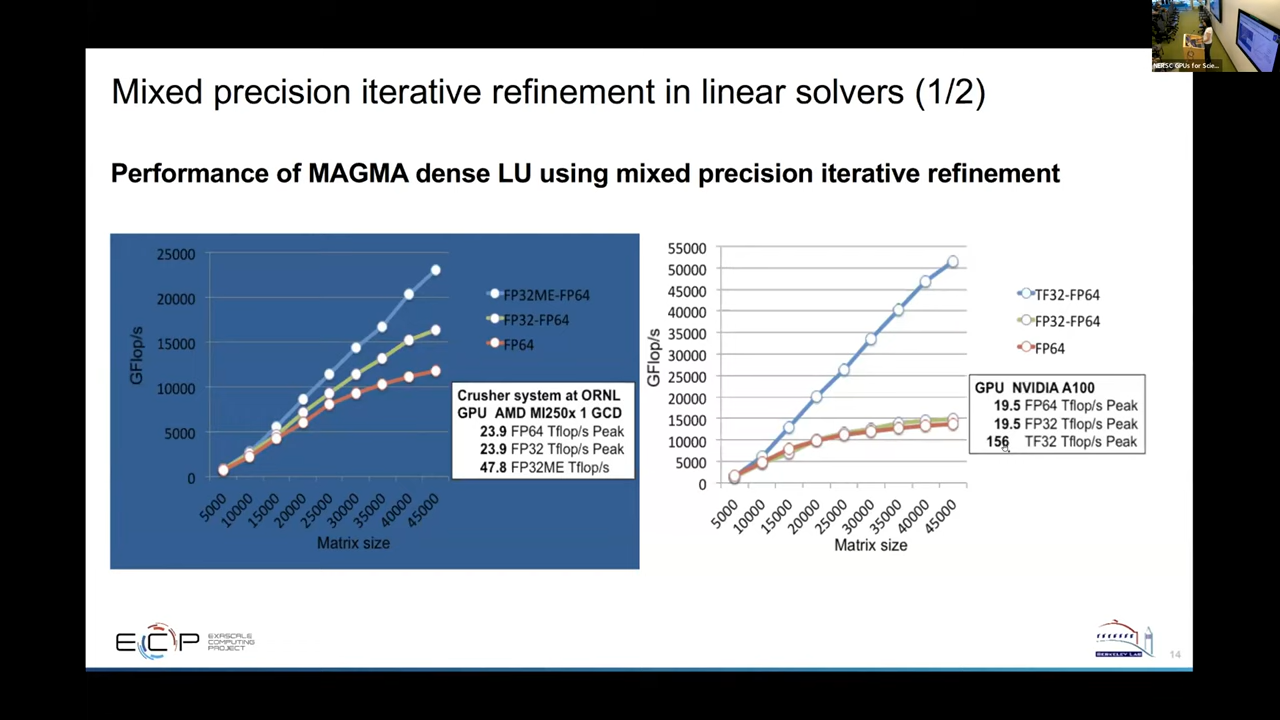 NERSC GPUs for Scie...
Mixed precision iterative refinement in linear solvers (1/2)
Performance of MAGMA dense LU using mixed precision iterative refinement
25000
20000
15000
10000
5000
0
GFlop/s
5000
10000
15000
20000
25000
30000
35000
40000
45000
Matrix size
FP32ME-FP64
FP32-FP64
FP64
Crusher system at ORNL
GPU AMD MI250x 1 GCD
23.9 FP64 Tflop/s Peak
23.9 FP32 Tflop/s Peak
47.8 FP32ME Tflop/s
55000
50000
45000
40000
35000
30000
25000
20000
15000
10000
5000
0
GFlop/s
5000
10000
15000
20000
25000
30000
35000
40000
45000
Matrix size
TF32-FP64
FP32-FP64
FP64
GPU NVIDIA A100
19.5 FP64 Tflop/s Peak
19.5 FP32 Tflop/s Peak
156 TF32 Tflop/s Peak
ECP
EXASCALE
COMPUTING
PROJECT
BERKELEY LAB
14